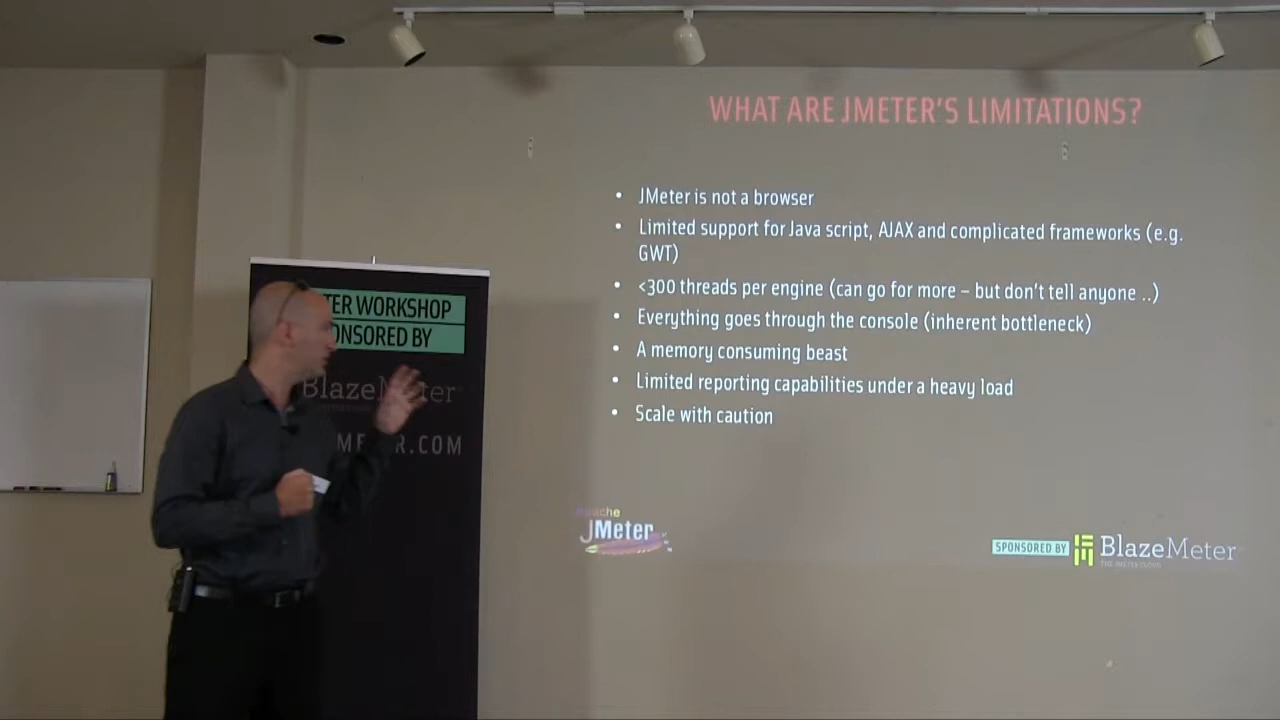 WHAT ARE JMETER'S LIMITATIONS?
• JMeter is not a browser
• Limited support for Java script, AJAX and complicated frameworks (e.g.
GWT)
• <300 threads per engine (can go for more – but don't tell anyone ..)
• Everything goes through the console (inherent bottleneck)
• A memory consuming beast
• Limited reporting capabilities under a heavy load
• Scale with caution
TER WORKSHOP
ONSORED BY
BlazeMeter
METER.COM
Apache
JMeter
SPONSORED BY BlazeMeter